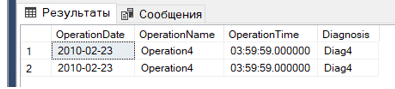 Результаты Сообщения
OperationDate OperationName OperationTime Diagnosis
1 2010-02-23 Operation4 03:59:59.000000 Diag4
2 2010-02-23 Operation4 03:59:59.000000 Diag4